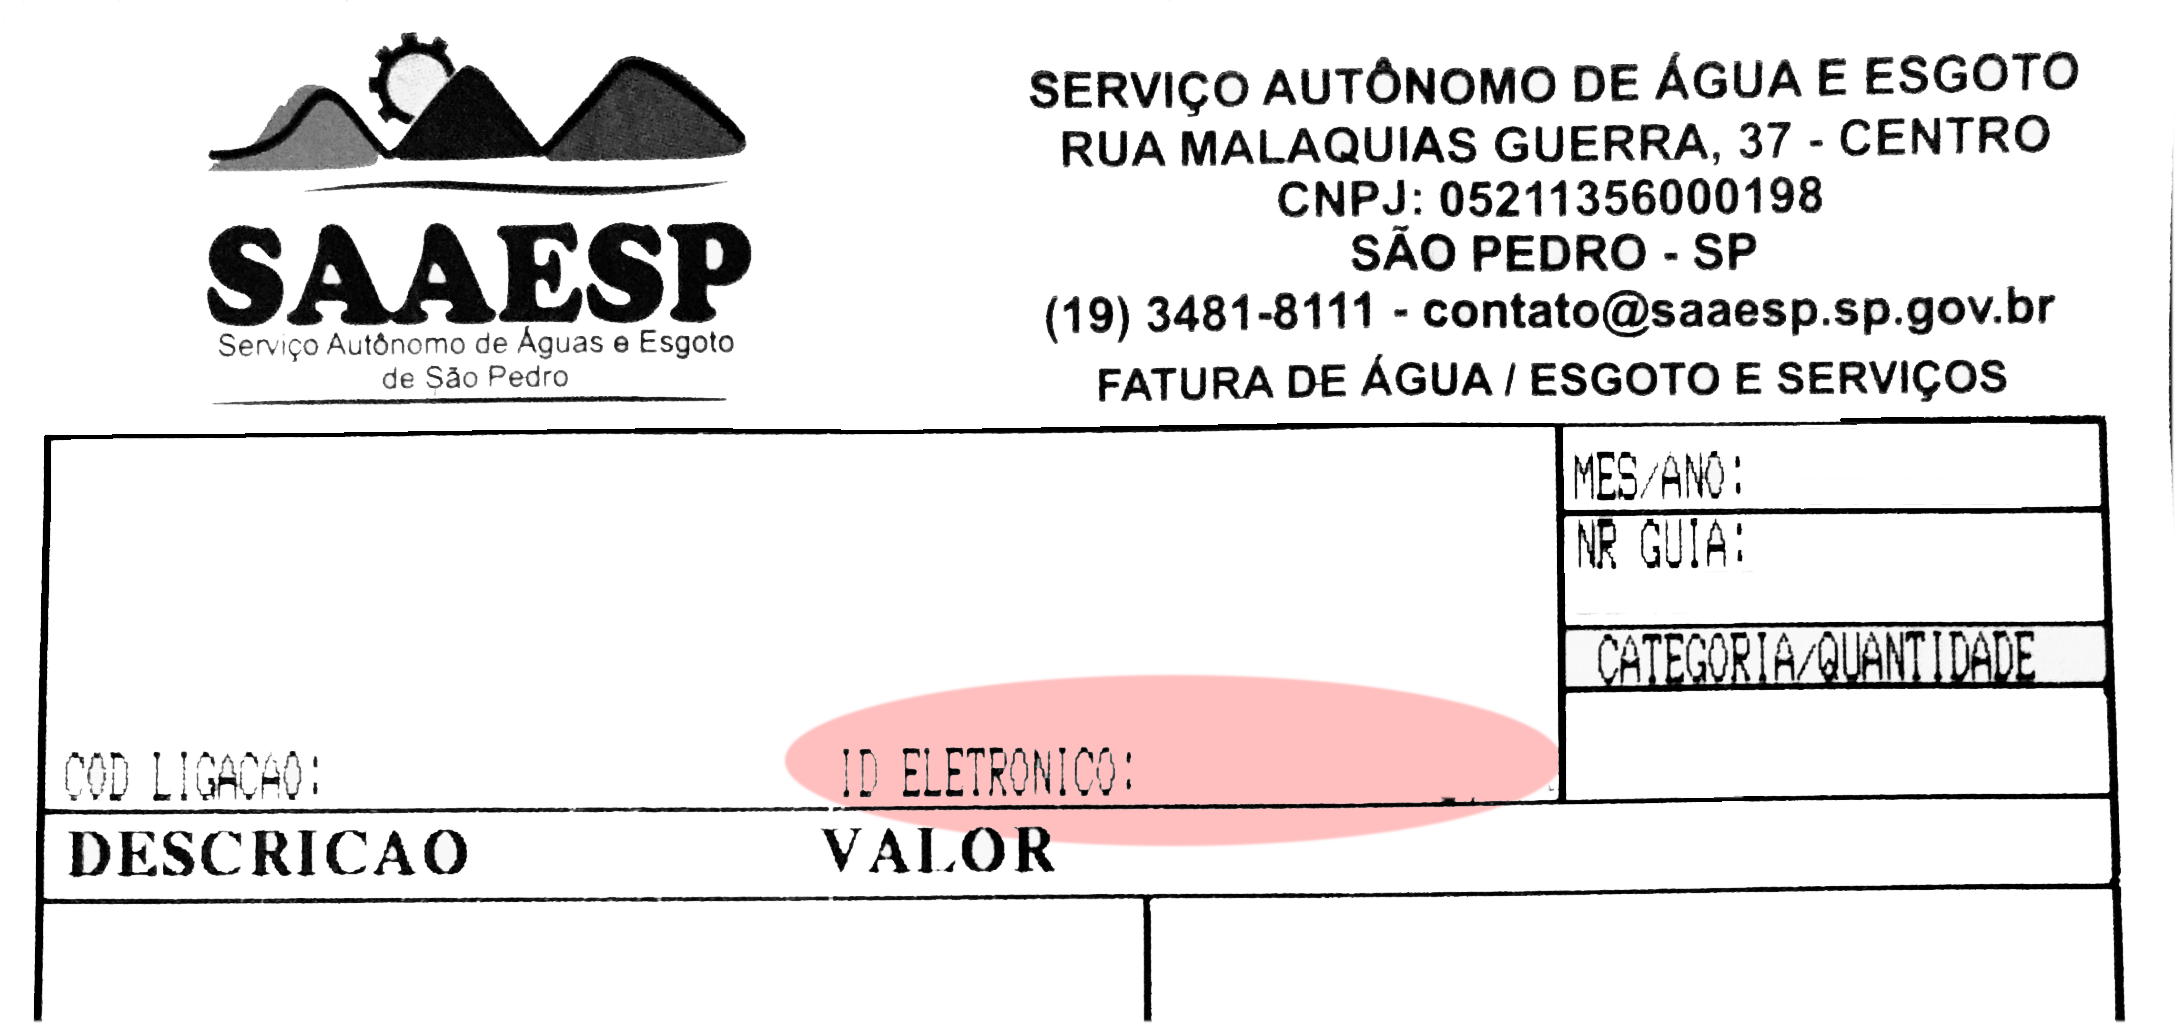 SAAESP
Serviço Autônomo de Águas e Esgoto
de São Pedro
SERVIÇO AUTÔNOMO DE ÁGUA E ESGOTO
RUA MALAQUIAS GUERRA, 37 - CENTRO
CNPJ: 05211356000198
SÃO PEDRO - SP
(19) 3481-8111 - contato@saaesp.sp.gov.br
FATURA DE ÁGUA / ESGOTO E SERVIÇOS
MES/ANO:
NR GUIA:
CATEGORIA/QUANTIDADE
COD LIGACAO: ID ELETRONICO:
DESCRICAO VALOR